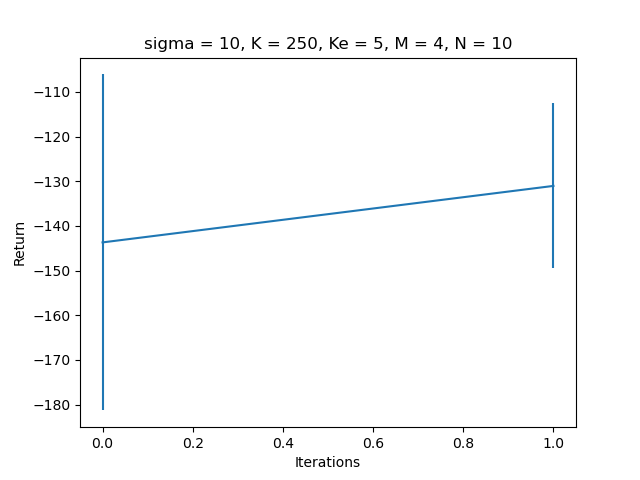 sigma = 10, K = 250, Ke = 5, M = 4, N = 10
Return
−110
−120
−130
−140
−150
−160
−170
−180
0.0 0.2 0.4 0.6 0.8 1.0
Iterations